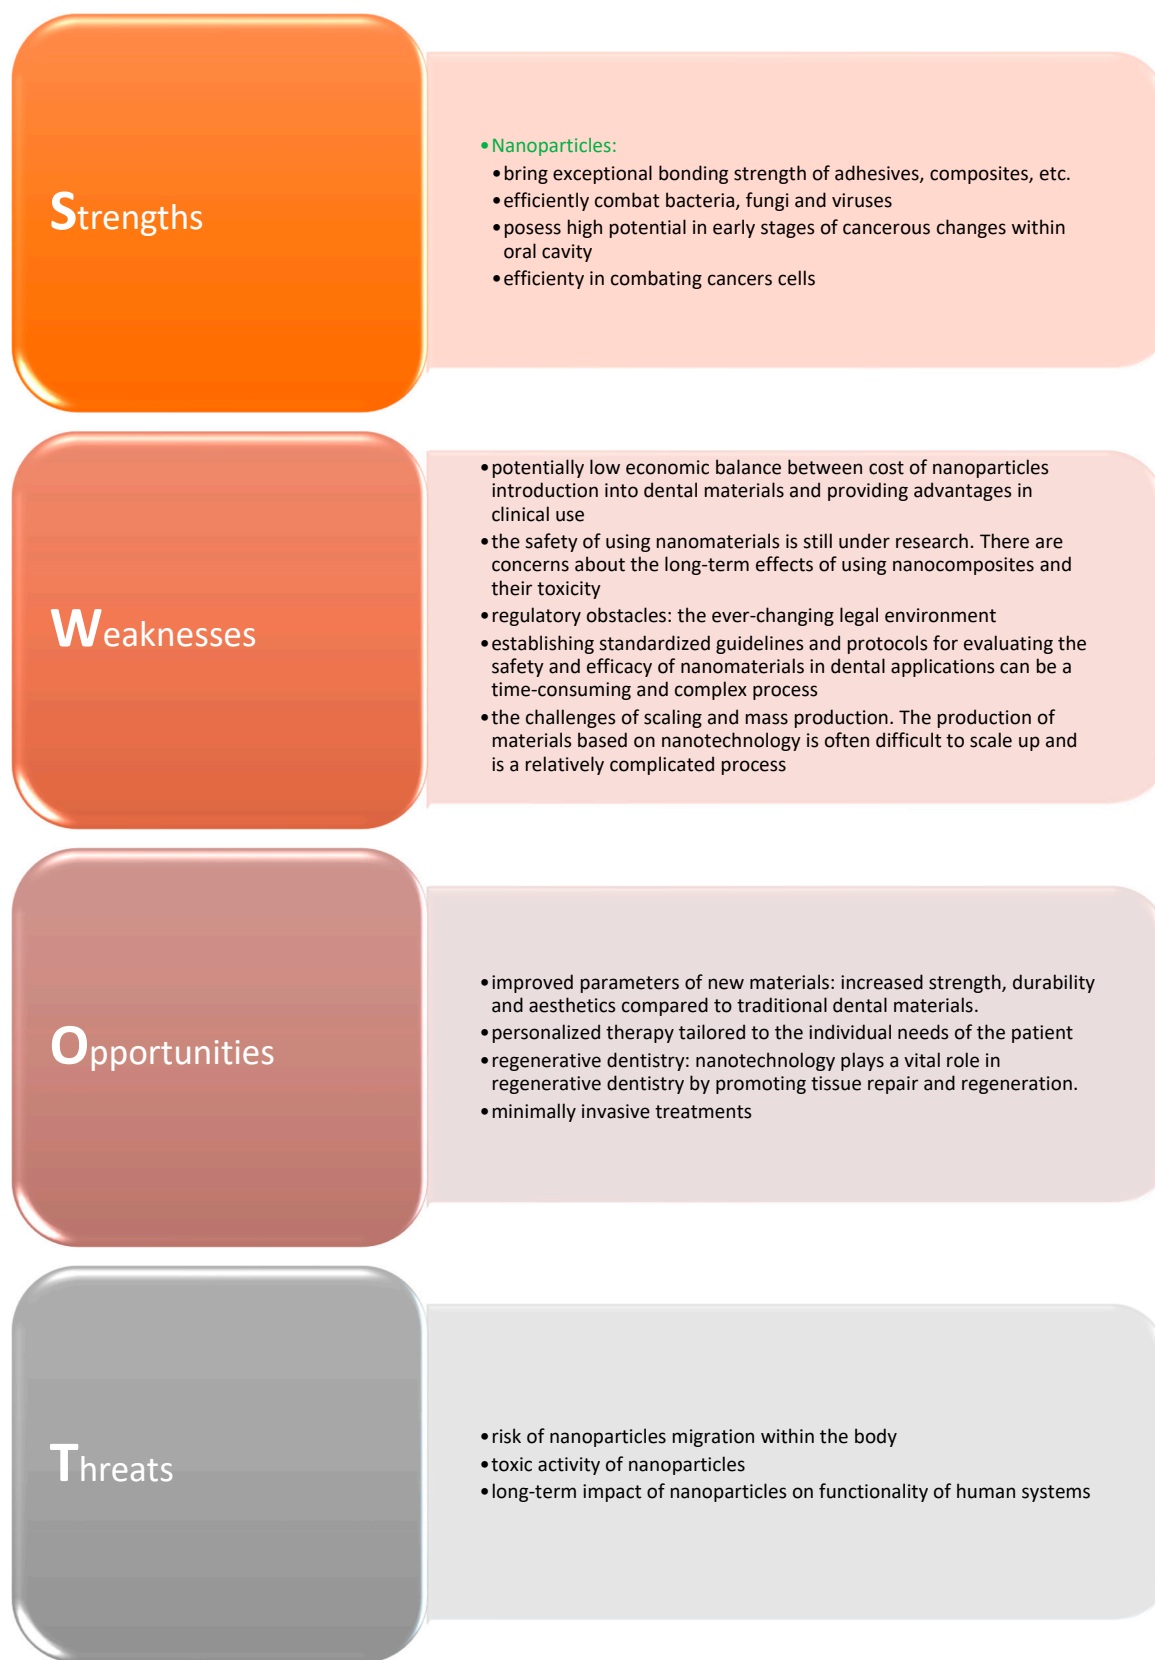 Strengths
•Nanoparticles:
•bring exceptional bonding strength of adhesives, composites, etc.
•efficiently combat bacteria, fungi and viruses
•posess high potential in early stages of cancerous changes within
oral cavity
•efficienty in combating cancers cells
Weaknesses
•potentially low economic balance between cost of nanoparticles
introduction into dental materials and providing advantages in
clinical use
•the safety of using nanomaterials is still under research. There are
concerns about the long-term effects of using nanocomposites and
their toxicity
•regulatory obstacles: the ever-changing legal environment
•establishing standardized guidelines and protocols for evaluating the
safety and efficacy of nanomaterials in dental applications can be a
time-consuming and complex process
•the challenges of scaling and mass production. The production of
materials based on nanotechnology is often difficult to scale up and
is a relatively complicated process
Opportunities
•improved parameters of new materials: increased strength, durability
and aesthetics compared to traditional dental materials.
•personalized therapy tailored to the individual needs of the patient
•regenerative dentistry: nanotechnology plays a vital role in
regenerative dentistry by promoting tissue repair and regeneration.
•minimally invasive treatments
Threats
•risk of nanoparticles migration within the body
•toxic activity of nanoparticles
•long-term impact of nanoparticles on functionality of human systems